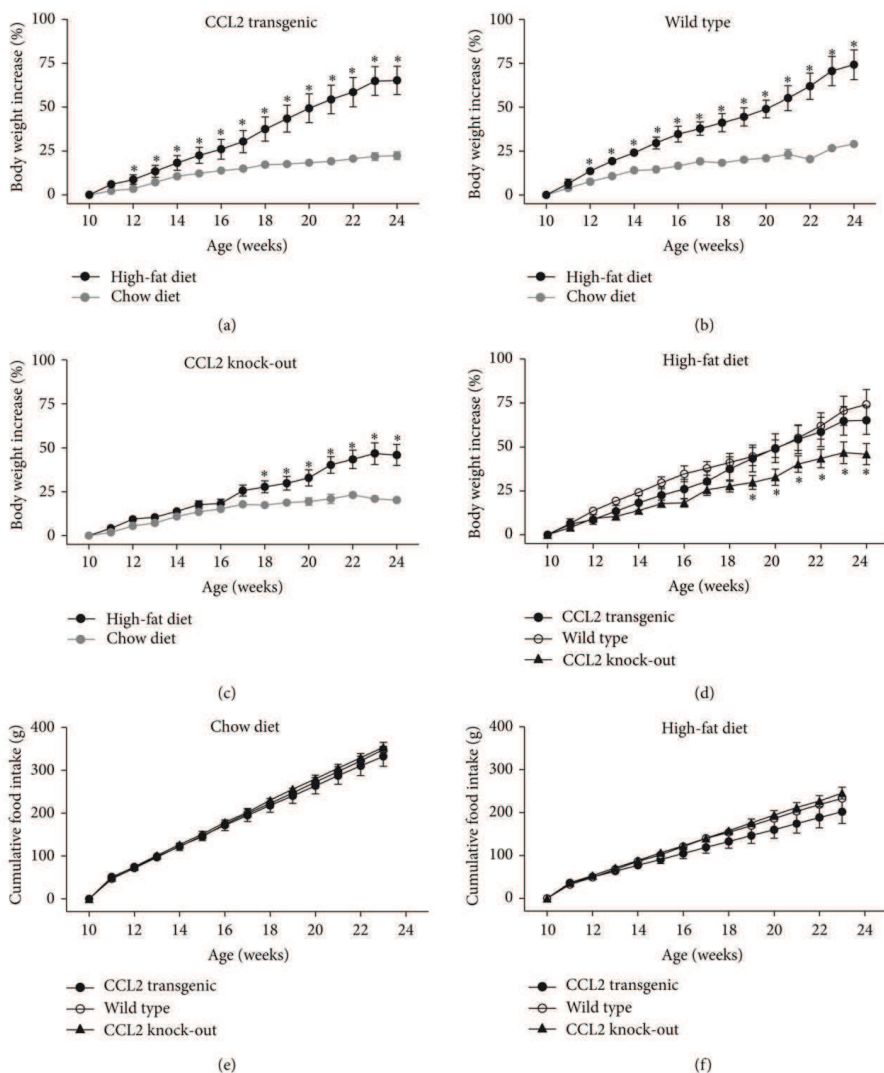 CCL2 transgenic
Body weight increase (%)
100
75
50
25
0
* * * * * * * * * * * * *
10 12 14 16 18 20 22 24
Age (weeks)
High-fat diet
Chow diet
(a)
Wild type
Body weight increase (%)
100
75
50
25
0
* * * * * * * * * * * * *
10 12 14 16 18 20 22 24
Age (weeks)
High-fat diet
Chow diet
(b)
CCL2 knock-out
Body weight increase (%)
100
75
50
25
0
* * * * * * *
10 12 14 16 18 20 22 24
Age (weeks)
High-fat diet
Chow diet
(c)
High-fat diet
Body weight increase (%)
100
75
50
25
0
* * * * * *
10 12 14 16 18 20 22 24
Age (weeks)
CCL2 transgenic
Wild type
CCL2 knock-out
(d)
Chow diet
Cumulative food intake (g)
400
300
200
100
0
10 12 14 16 18 20 22 24
Age (weeks)
CCL2 transgenic
Wild type
CCL2 knock-out
(e)
High-fat diet
Cumulative food intake (g)
400
300
200
100
0
10 12 14 16 18 20 22 24
Age (weeks)
CCL2 transgenic
Wild type
CCL2 knock-out
(f)